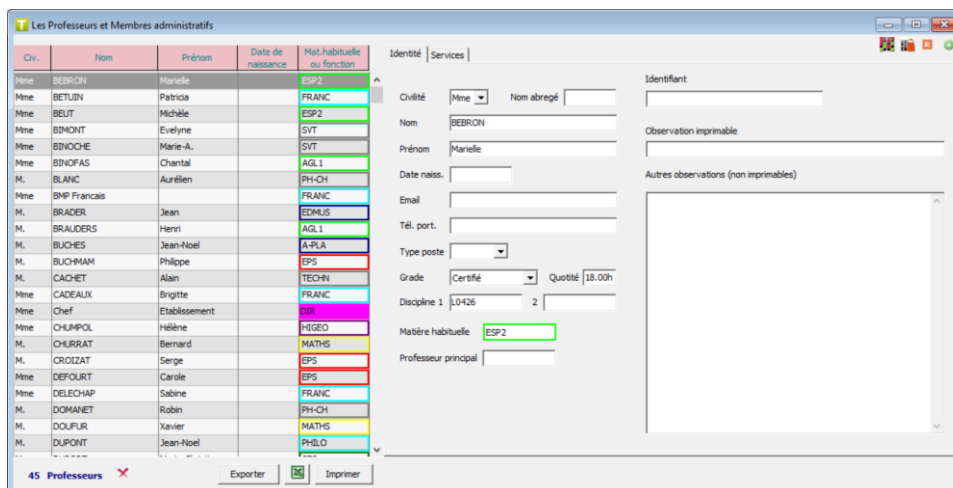 Les Professeurs et Membres administratifs
Civ. Nom Prénom Date de naissance Mat.habituelle ou fonction
Mme BEBRON Marielle ESP2
Mme BETUIN Patricia FRANC
Mme BEUT Michèle ESP2
Mme BIMONT Evelyne SVT
Mme BINOCHE Marie-A. SVT
Mme BINOFAS Chantal AGL1
M. BLANC Aurélien PH-CH
Mme BMP Francais FRANC
M. BRADER Jean EDMUS
M. BRAUDERS Henri AGL1
M. BUCHES Jean-Noel A-PLA
M. BUCHMAM Philippe EPS
M. CACHET Alain TECHN
Mme CADEAUX Brigitte FRANC
Mme Chef Etablissement DIR
Mme CHUMPOL Hélène HIGEO
M. CHURRAT Bernard MATHS
M. CROIZAT Serge EPS
Mme DEFOURT Carole EPS
Mme DELECHAP Sabine FRANC
M. DOMANET Robin PH-CH
M. DOUFUR Xavier MATHS
M. DUPONT Jean-Noel PHILO
45 Professeurs
Exporter
Imprimer
Identité Services
Civilité Mme Nom abregé
Nom BEBRON
Prénom Marielle
Date naiss.
Email
Tél. port.
Type poste
Grade Certifié Quotité 18.00h
Discipline 1 L0426 2
Matière habituelle ESP2
Professeur principal
Identifiant
Observation imprimable
Autres observations (non imprimables)